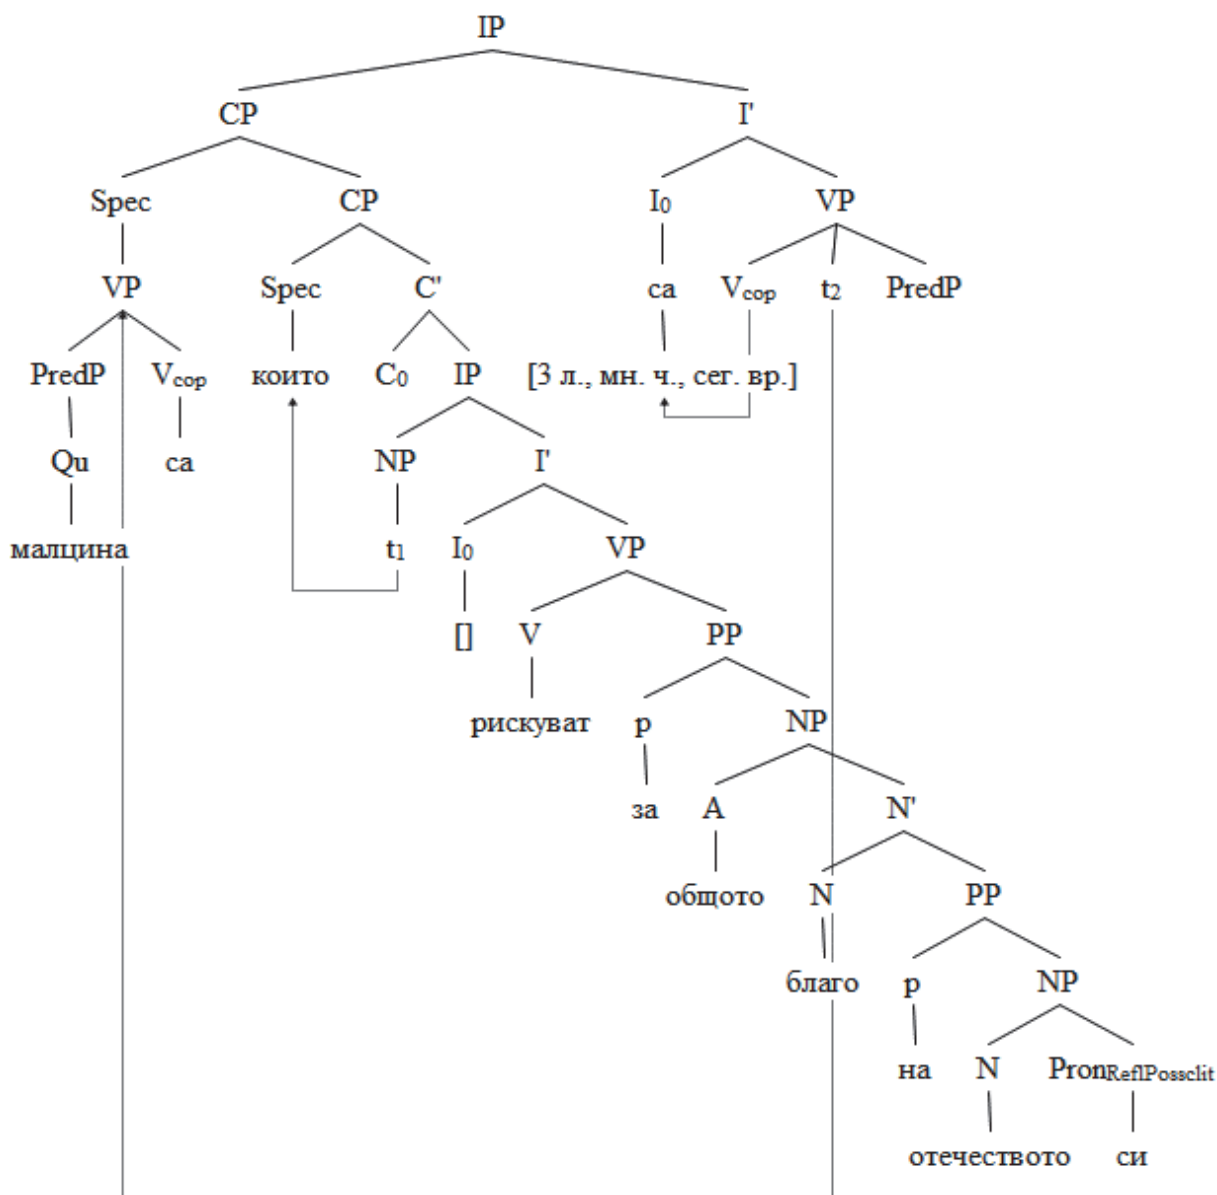 IP
CP I'
Spec CP I₀ VP
VP Spec C' са Vcop t₂ PredP
PredP Vcop които C₀ IP [3 л., мн. ч., сег. вр.]
Qu са NP I'
малцина t₁ I₀ VP
[] V PP
рискуват p NP
за A N'
общото N PP
благо p NP
на N PronReflPossclit
отечеството си